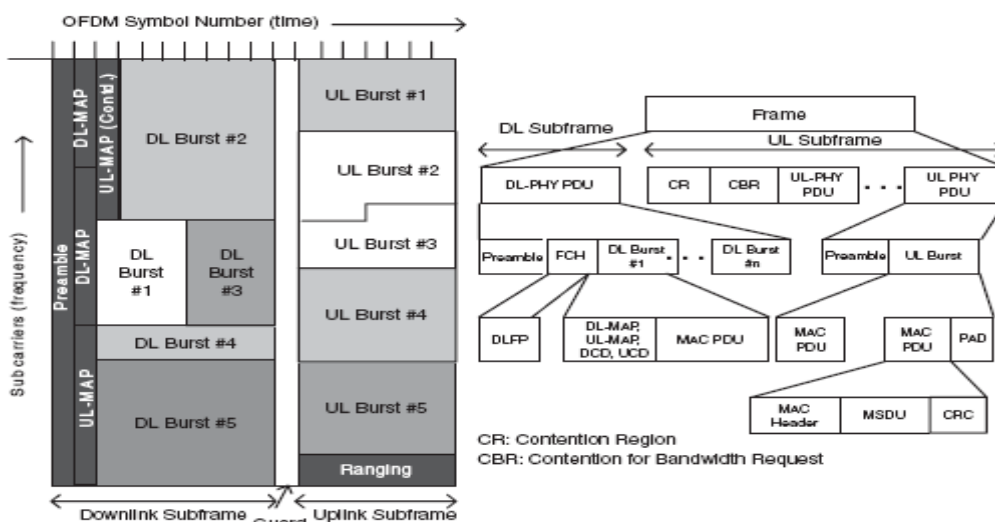 OFDM Symbol Number (time)
Subcarriers (frequency)
Preamble
DL-MAP
DL-MAP
UL-MAP
UL-MAP (Contd.)
DL Burst #2
DL
Burst
#1
DL
Burst
#3
DL Burst #4
DL Burst #5
UL Burst #1
UL Burst #2
UL Burst #3
UL Burst #4
UL Burst #5
Ranging
Downlink Subframe
Guard
Uplink Subframe
Frame
DL Subframe
UL Subframe
DL-PHY PDU
CR
CBR
UL-PHY
PDU
. . .
UL PHY
PDU
Preamble
FCH
DL Burst
#1
. . .
DL Burst
#n
Preamble
UL Burst
DLFP
DL-MAP,
UL-MAP,
DCD, UCD
MAC PDU
MAC
PDU
MAC
PDU
PAD
MAC
Header
MSDU
CRC
CR: Contention Region
CBR: Contention for Bandwidth Request